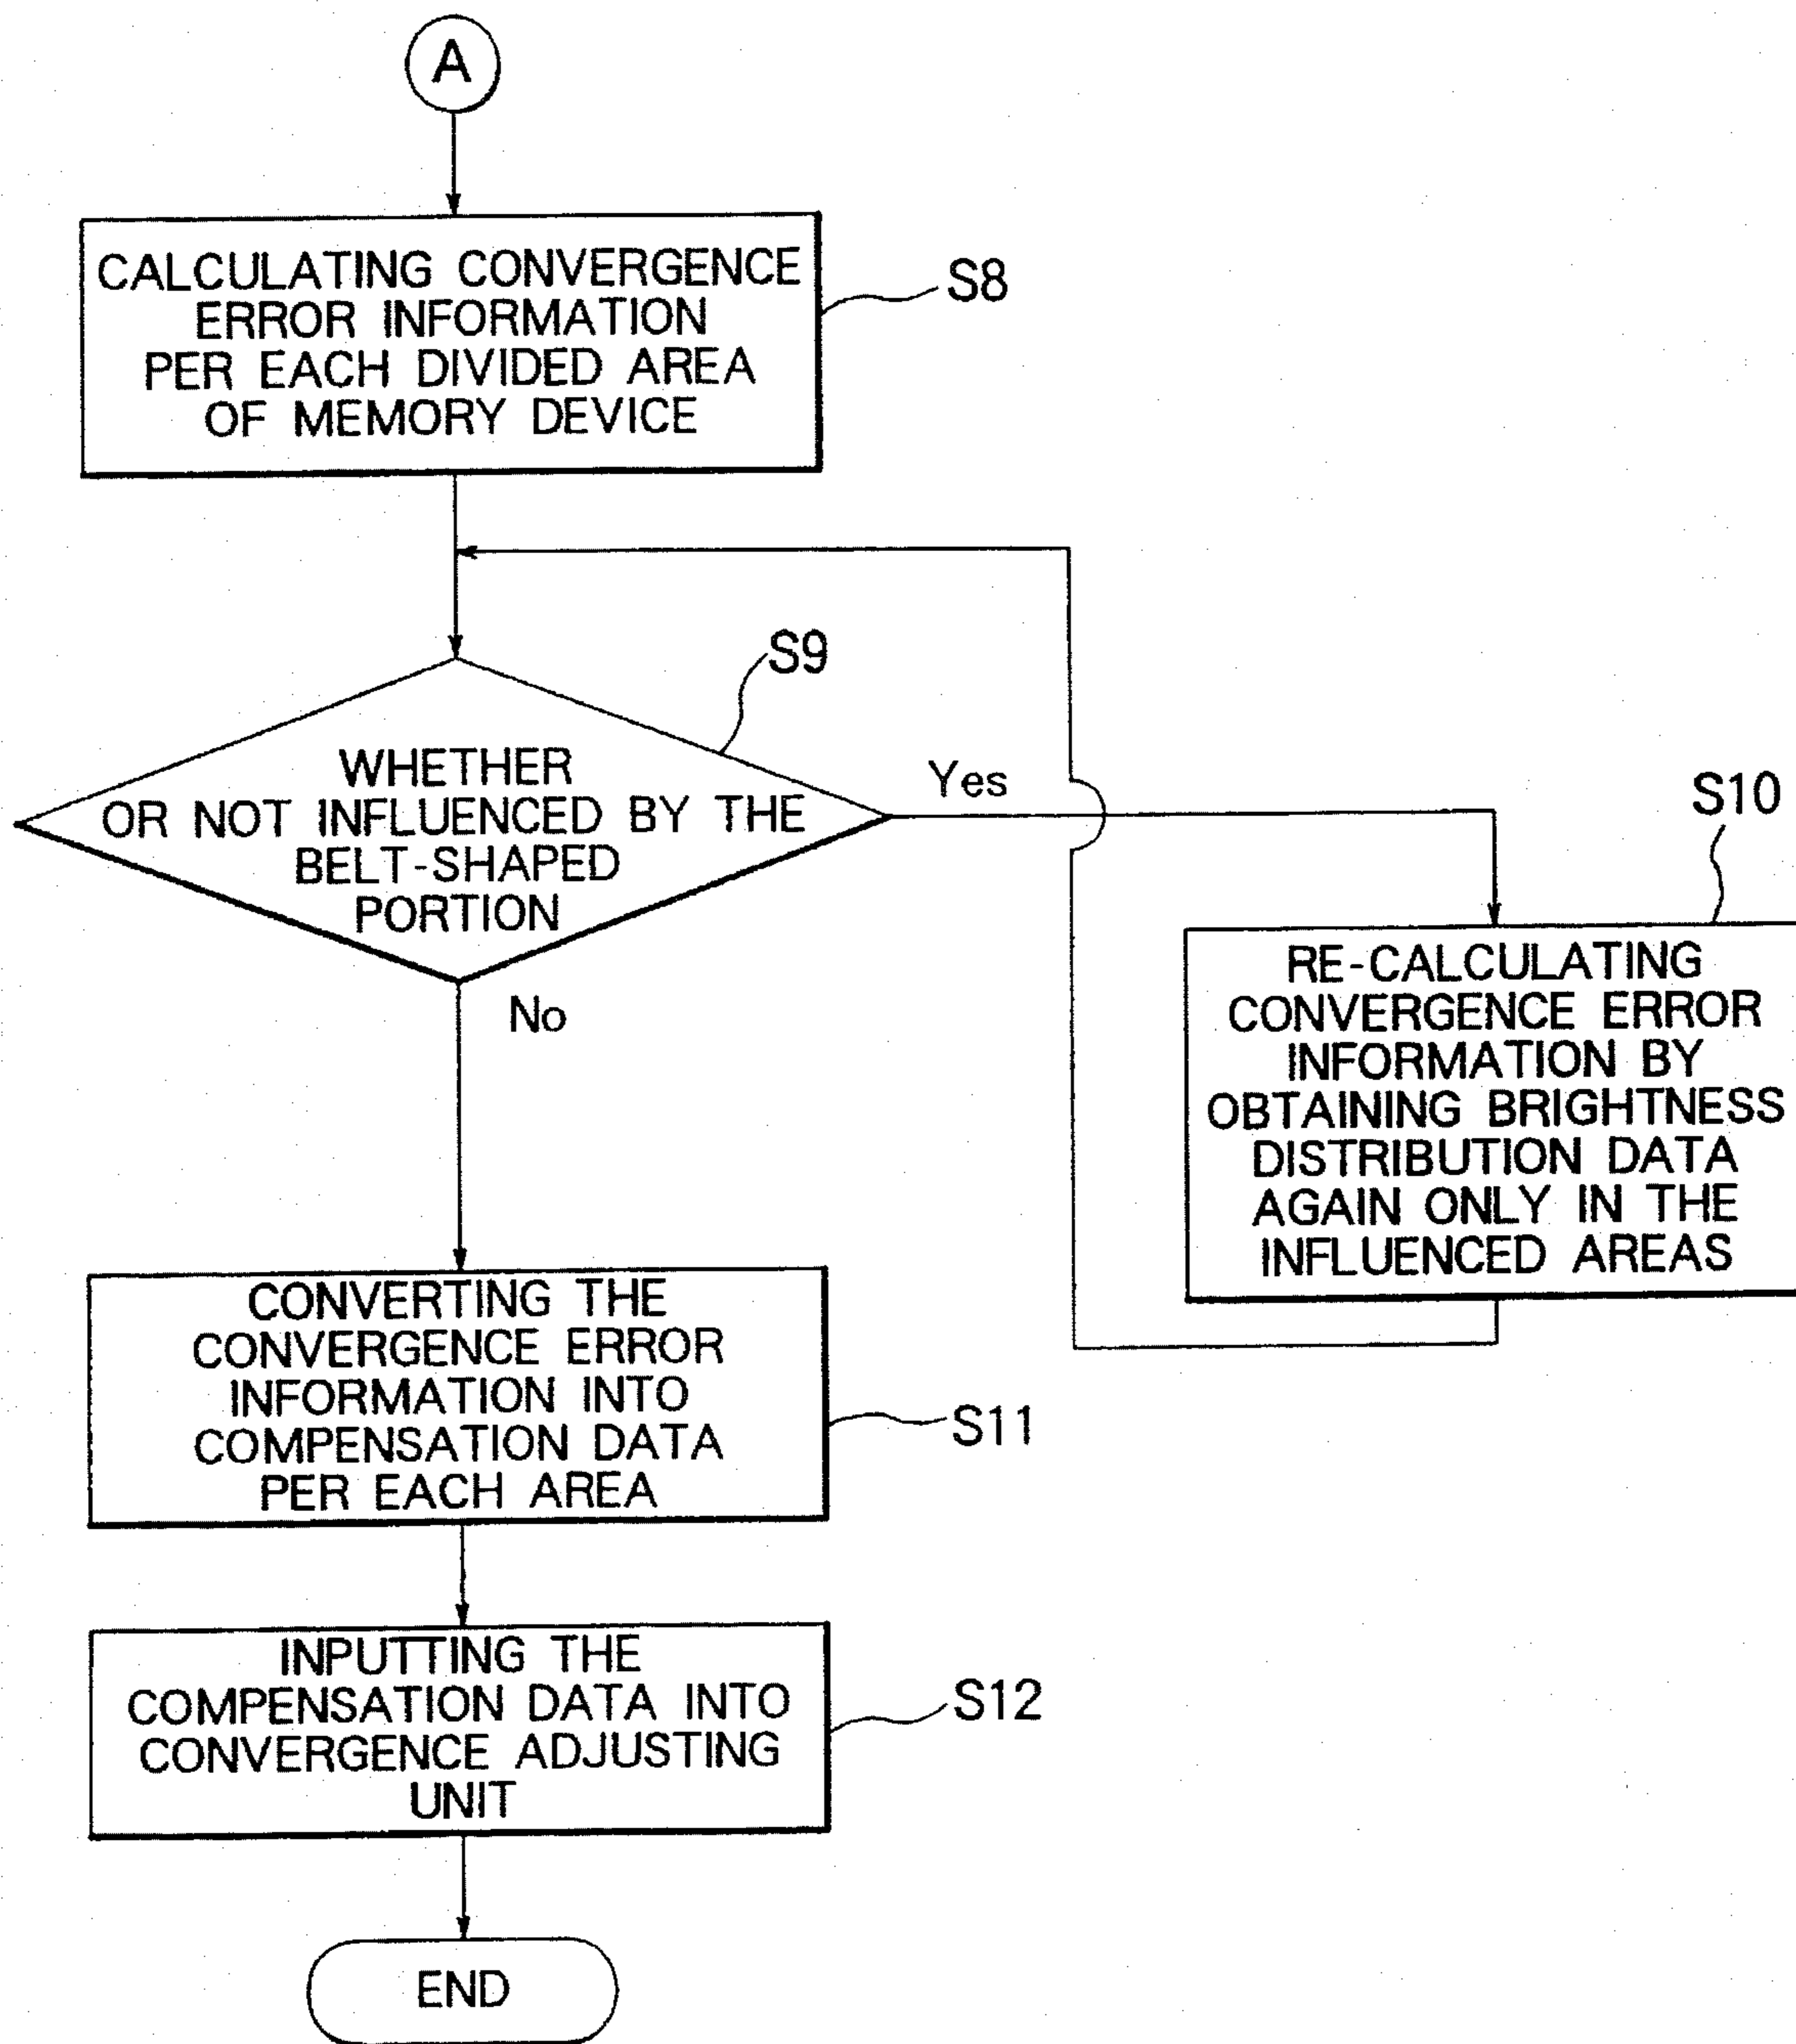 A
CALCULATING CONVERGENCE
ERROR INFORMATION
PER EACH DIVIDED AREA
OF MEMORY DEVICE
S8
S9
WHETHER
OR NOT INFLUENCED BY THE
BELT-SHAPED
PORTION
Yes
No
S10
RE-CALCULATING
CONVERGENCE ERROR
INFORMATION BY
OBTAINING BRIGHTNESS
DISTRIBUTION DATA
AGAIN ONLY IN THE
INFLUENCED AREAS
CONVERTING THE
CONVERGENCE ERROR
INFORMATION INTO
COMPENSATION DATA
PER EACH AREA
S11
INPUTTING THE
COMPENSATION DATA INTO
CONVERGENCE ADJUSTING
UNIT
S12
END